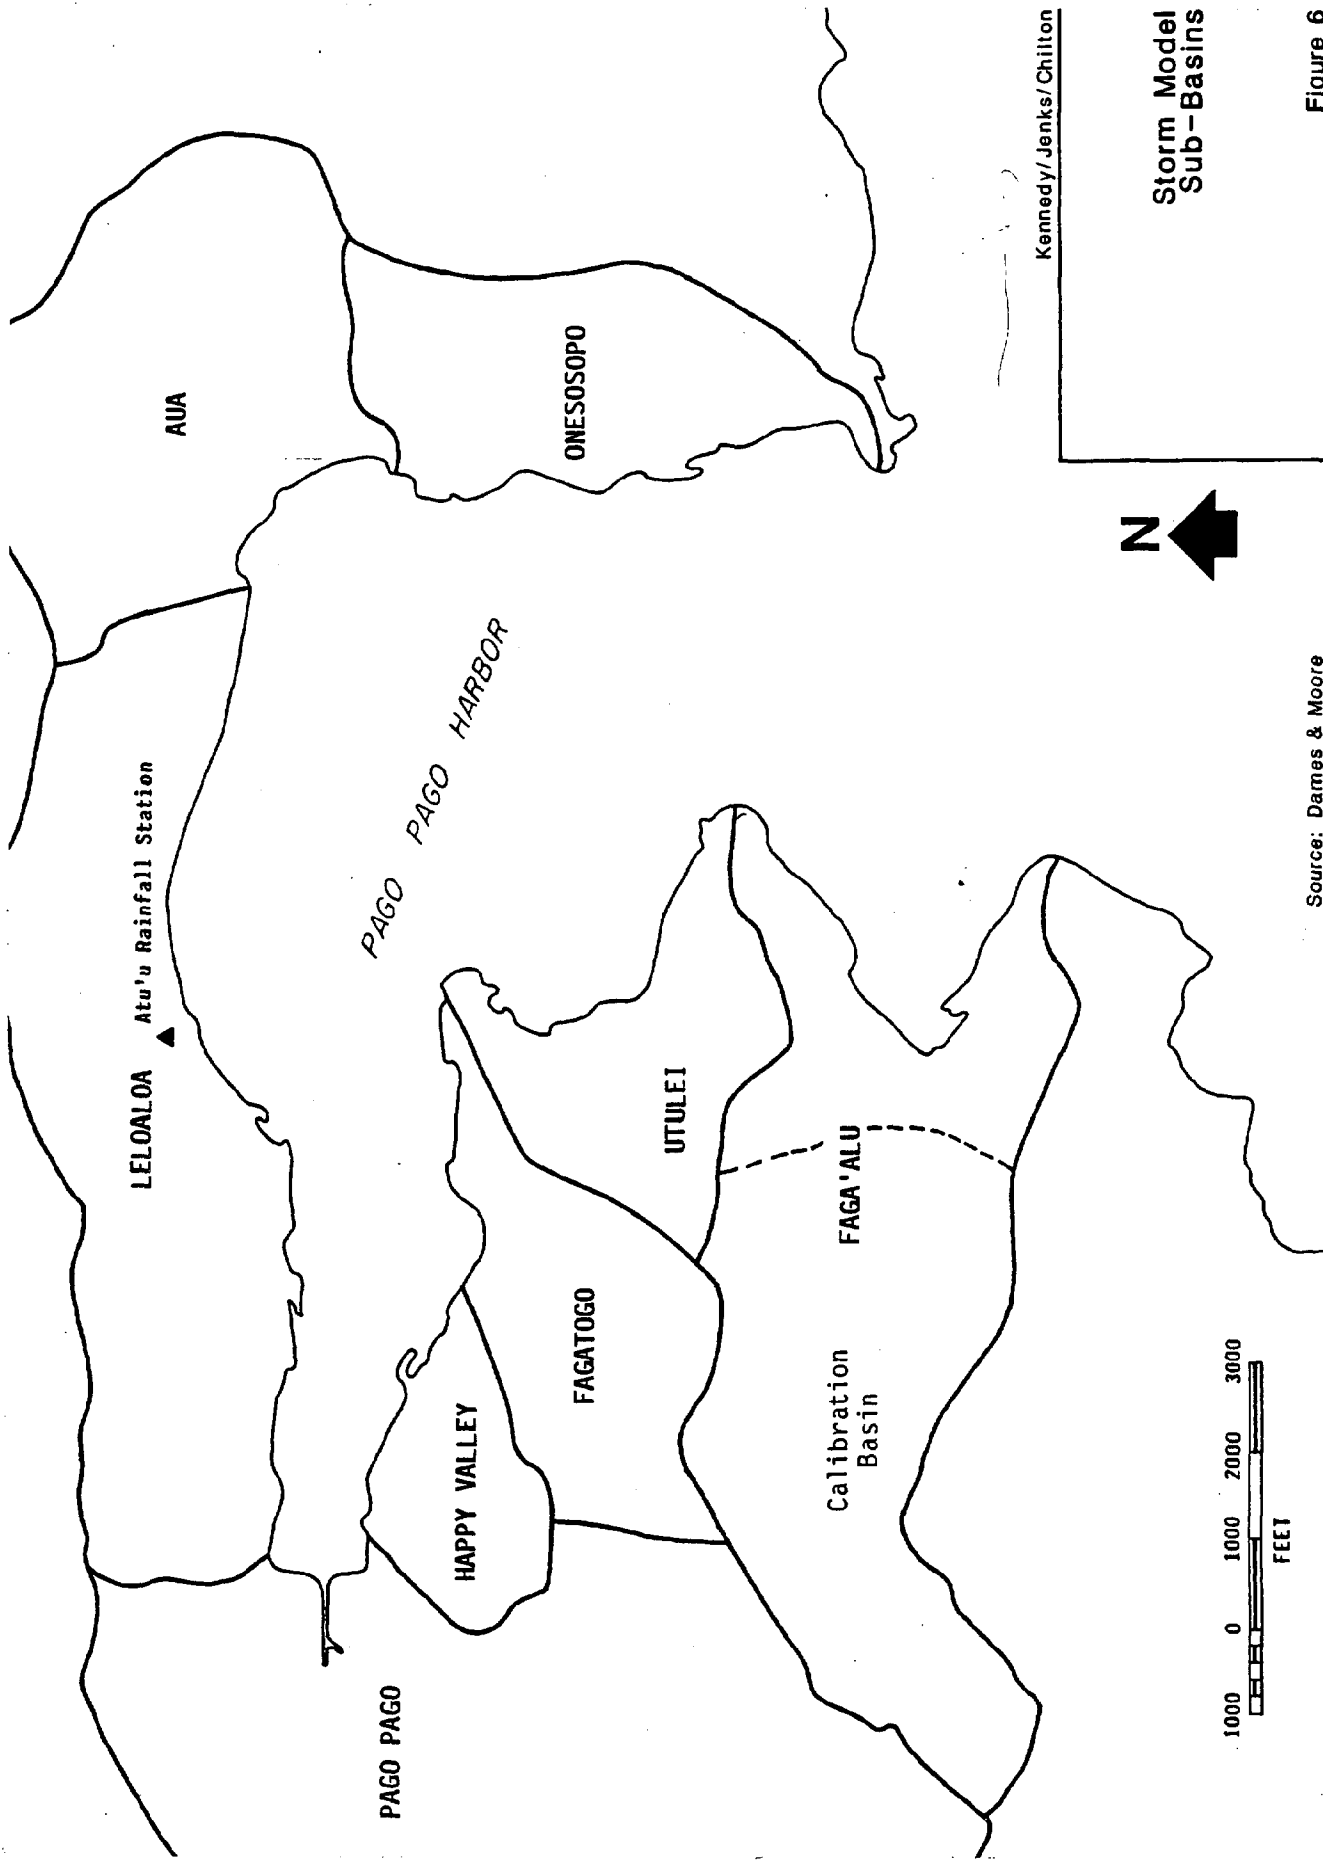 AUA
LELOALOA
Atu'u Rainfall Station
ONESOSOPO
PAGO PAGO HARBOR
PAGO PAGO
HAPPY VALLEY
FAGATOGO
UTULEI
FAGA'ALU
Calibration
Basin
1000 0 1000 2000 3000
FEET
N
Source: Dames & Moore
Kennedy/Jenks/Chilton
Storm Model
Sub-Basins
Figure 6